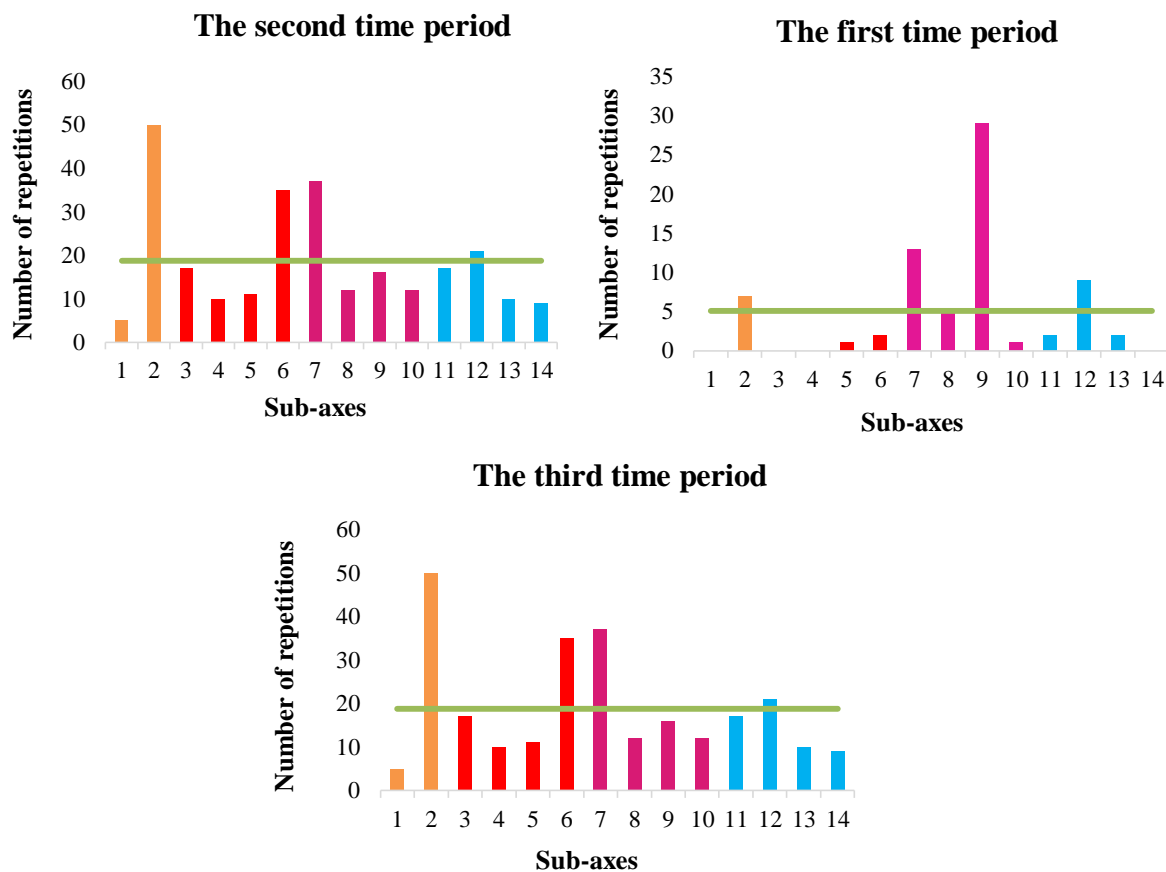 The second time period
Number of repetitions
60
50
40
30
20
10
0
1 2 3 4 5 6 7 8 9 10 11 12 13 14
Sub-axes
The first time period
Number of repetitions
35
30
25
20
15
10
5
0
1 2 3 4 5 6 7 8 9 10 11 12 13 14
Sub-axes
The third time period
Number of repetitions
60
50
40
30
20
10
0
1 2 3 4 5 6 7 8 9 10 11 12 13 14
Sub-axes